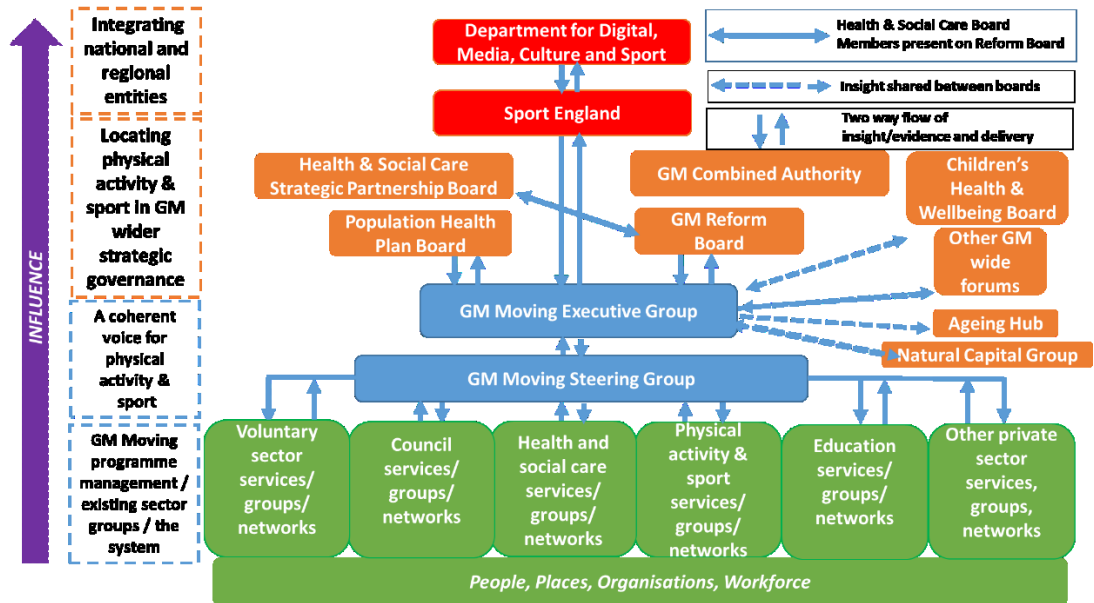 INFLUENCE
Integrating
national and
regional
entities
Locating
physical
activity &
sport in GM
wider
strategic
governance
A coherent
voice for
physical
activity &
sport
GM Moving
programme
management /
existing sector
groups / the
system
Department for Digital,
Media, Culture and Sport
Sport England
Health & Social Care Board
Members present on Reform Board
Insight shared between boards
Two way flow of
insight/evidence and delivery
Health & Social Care
Strategic Partnership Board
GM Combined Authority
Children's
Health &
Wellbeing Board
Population Health
Plan Board
GM Reform
Board
Other GM
wide
forums
GM Moving Executive Group
Ageing Hub
Natural Capital Group
GM Moving Steering Group
Voluntary
sector
services/
groups/
networks
Council
services/
groups/
networks
Health and
social care
services/
groups/
networks
Physical
activity &
sport
services/
groups/
networks
Education
services/
groups/
networks
Other private
sector
services,
groups,
networks
People, Places, Organisations, Workforce